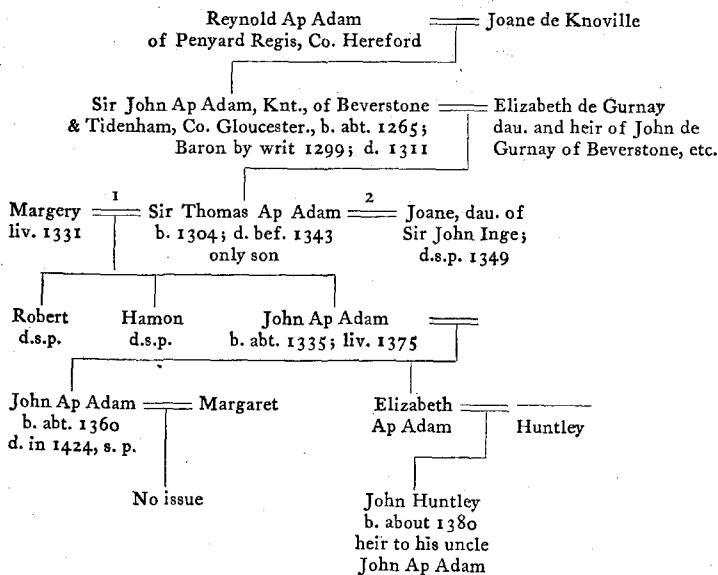 Reynold Ap Adam
of Penyard Regis, Co. Hereford
Joane de Knoville
Sir John Ap Adam, Knt., of Beverstone
& Tidenham, Co. Gloucester., b. abt. 1265;
Baron by writ 1299; d. 1311
Elizabeth de Gurnay
dau. and heir of John de
Gurnay of Beverstone, etc.
Margery
liv. 1331
1
Sir Thomas Ap Adam
b. 1304; d. bef. 1343
only son
2
Joane, dau. of
Sir John Inge;
d.s.p. 1349
Robert
d.s.p.
Hamon
d.s.p.
John Ap Adam
b. abt. 1335; liv. 1375
John Ap Adam
b. abt. 1360
d. in 1424, s. p.
Margaret
Elizabeth
Ap Adam
Huntley
No issue
John Huntley
b. about 1380
heir to his uncle
John Ap Adam